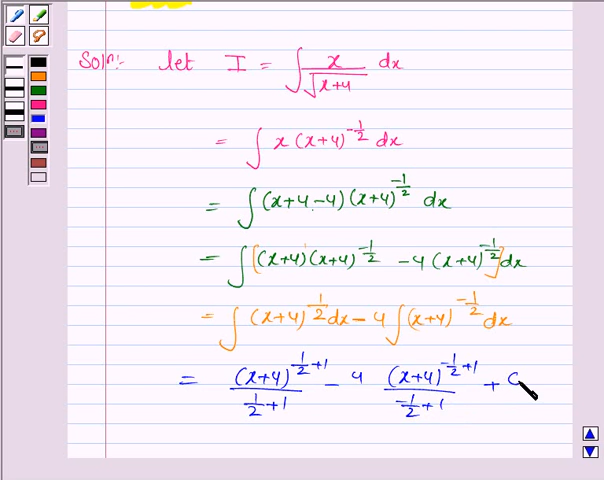 Soln:- let I = ∫ x/√(x+4) dx
= ∫ x (x+4)^(-1/2) dx
= ∫ (x+4-4) (x+4)^(-1/2) dx
= ∫ [(x+4) (x+4)^(-1/2) - 4 (x+4)^(-1/2)] dx
= ∫ (x+4)^(1/2) dx - 4 ∫ (x+4)^(-1/2) dx
= (x+4)^(1/2+1)/(1/2+1) - 4 (x+4)^(-1/2+1)/(-1/2+1) +